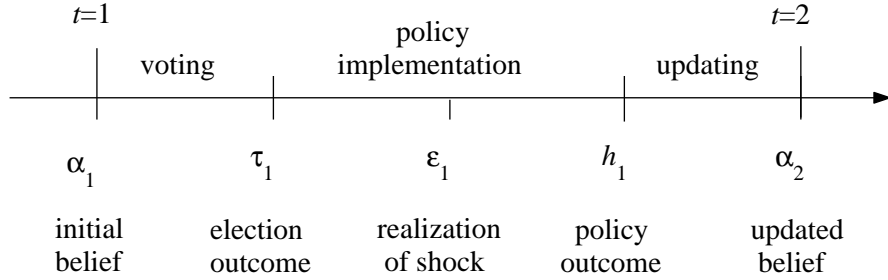 t=1
t=2
policy
voting
implementation
updating
α₁
τ₁
ε₁
h₁
α₂
initial
election
realization
policy
updated
belief
outcome
of shock
outcome
belief